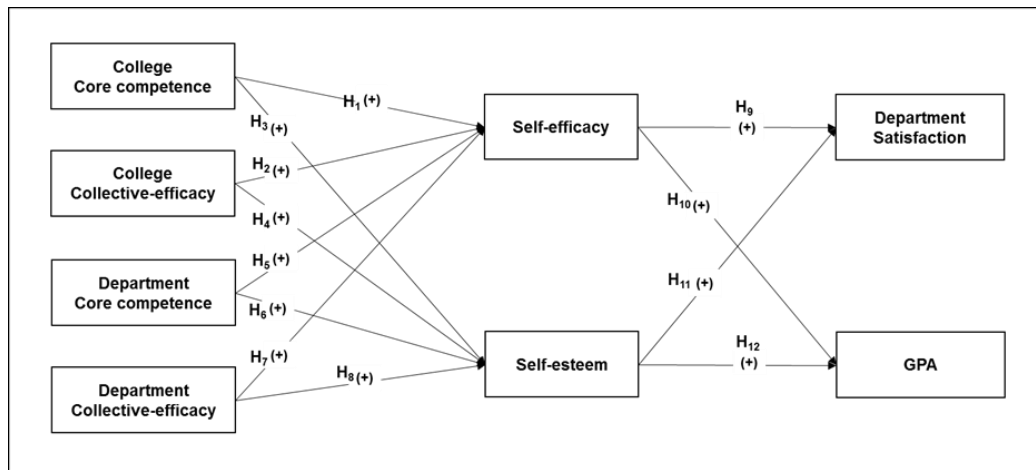 College
Core competence
College
Collective-efficacy
Department
Core competence
Department
Collective-efficacy
H₁ (+)
H₃ (+)
H₂ (+)
H₄ (+)
H₅ (+)
H₆ (+)
H₇ (+)
H₈ (+)
Self-efficacy
Self-esteem
H₉
(+)
H₁₀ (+)
H₁₁ (+)
H₁₂
(+)
Department
Satisfaction
GPA